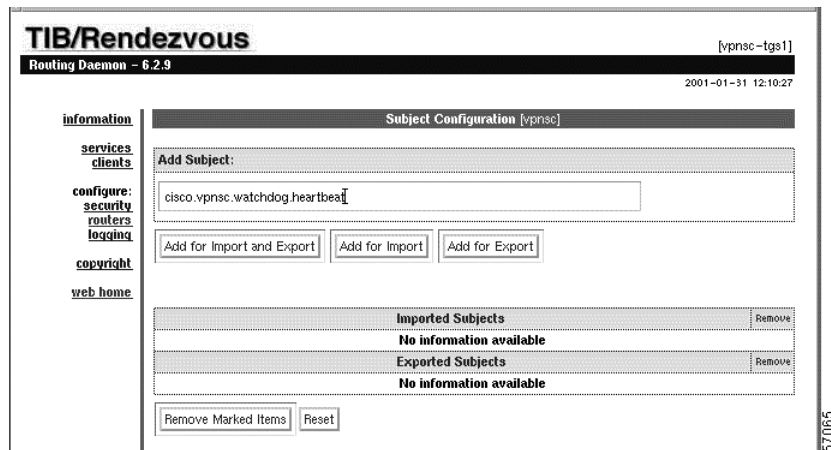 TIB/Rendezvous
[vpnsc-tgs1]
Routing Daemon - 6.2.9
2001-01-31 12:10:27
information
services
clients
configure:
security
routers
logging
copyright
web home
Subject Configuration [vpnsc]
Add Subject:
cisco.vpnsc.watchdog.heartbeat
Add for Import and Export
Add for Import
Add for Export
Imported Subjects
Remove
No information available
Exported Subjects
Remove
No information available
Remove Marked Items
Reset
57065